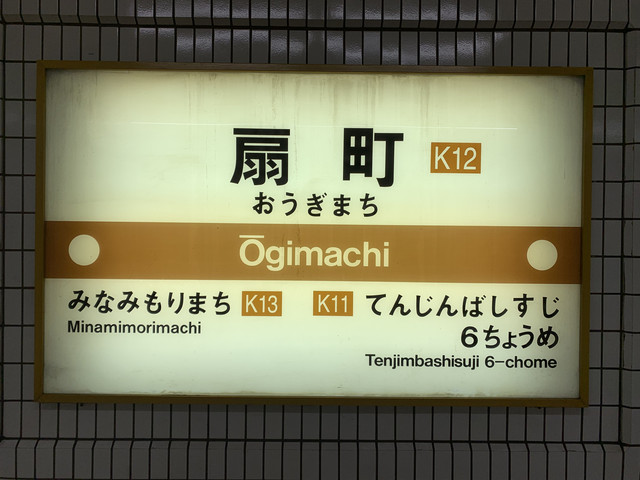 扇町 K12
おうぎまち
Ōgimachi
みなみもりまち K13
Minamimorimachi
K11 てんじんばしすじ
6ちょうめ
Tenjimbashisuji 6-chome